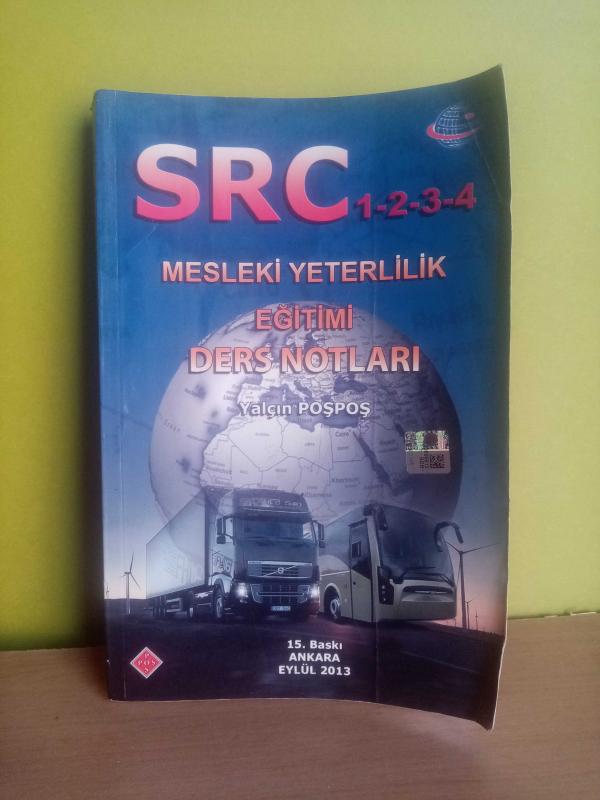 SRC 1-2-3-4
MESLEKİ YETERLİLİK
EĞİTİMİ
DERS NOTLARI
Yalçın POŞPOŞ
15. Baskı
ANKARA
EYLÜL 2013
POŞ